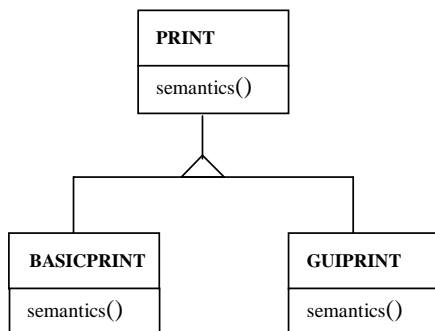 PRINT
semantics()
BASICPRINT
GUIPRINT
semantics()
semantics()